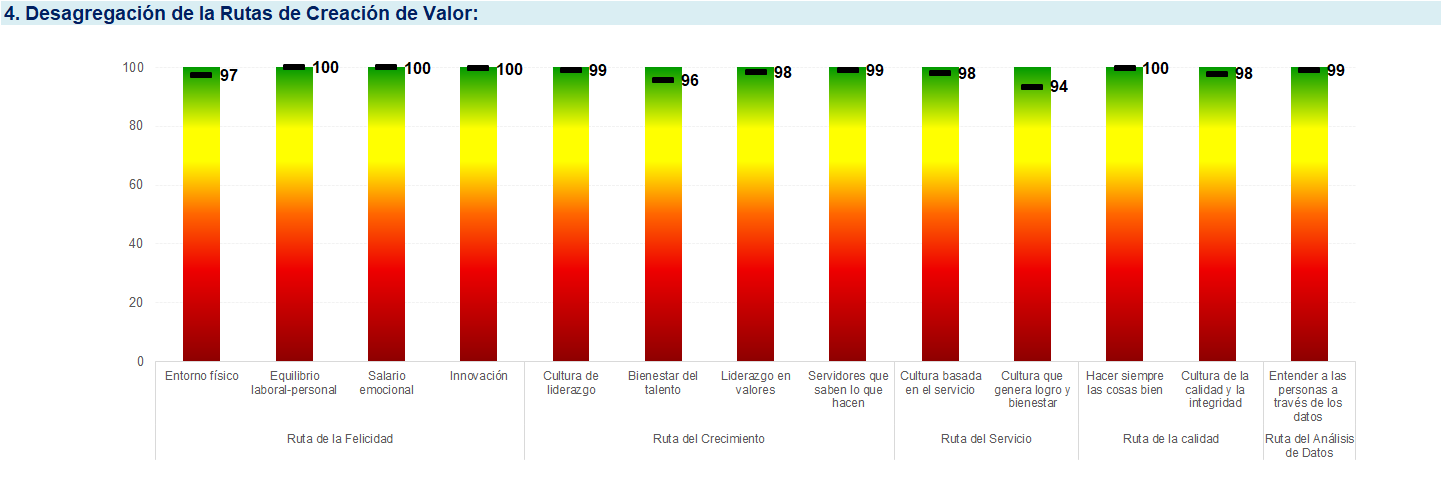 4. Desagregación de la Rutas de Creación de Valor:
100
80
60
40
20
0
97
100
100
100
99
96
98
99
98
94
100
98
99
Entorno físico
Equilibrio
laboral-personal
Salario
emocional
Innovación
Cultura de
liderazgo
Bienestar del
talento
Liderazgo en
valores
Servidores que
saben lo que
hacen
Cultura basada
en el servicio
Cultura que
genera logro y
bienestar
Hacer siempre
las cosas bien
Cultura de la
calidad y la
integridad
Entender a las
personas a
través de los
datos
Ruta de la Felicidad
Ruta del Crecimiento
Ruta del Servicio
Ruta de la calidad
Ruta del Análisis
de Datos